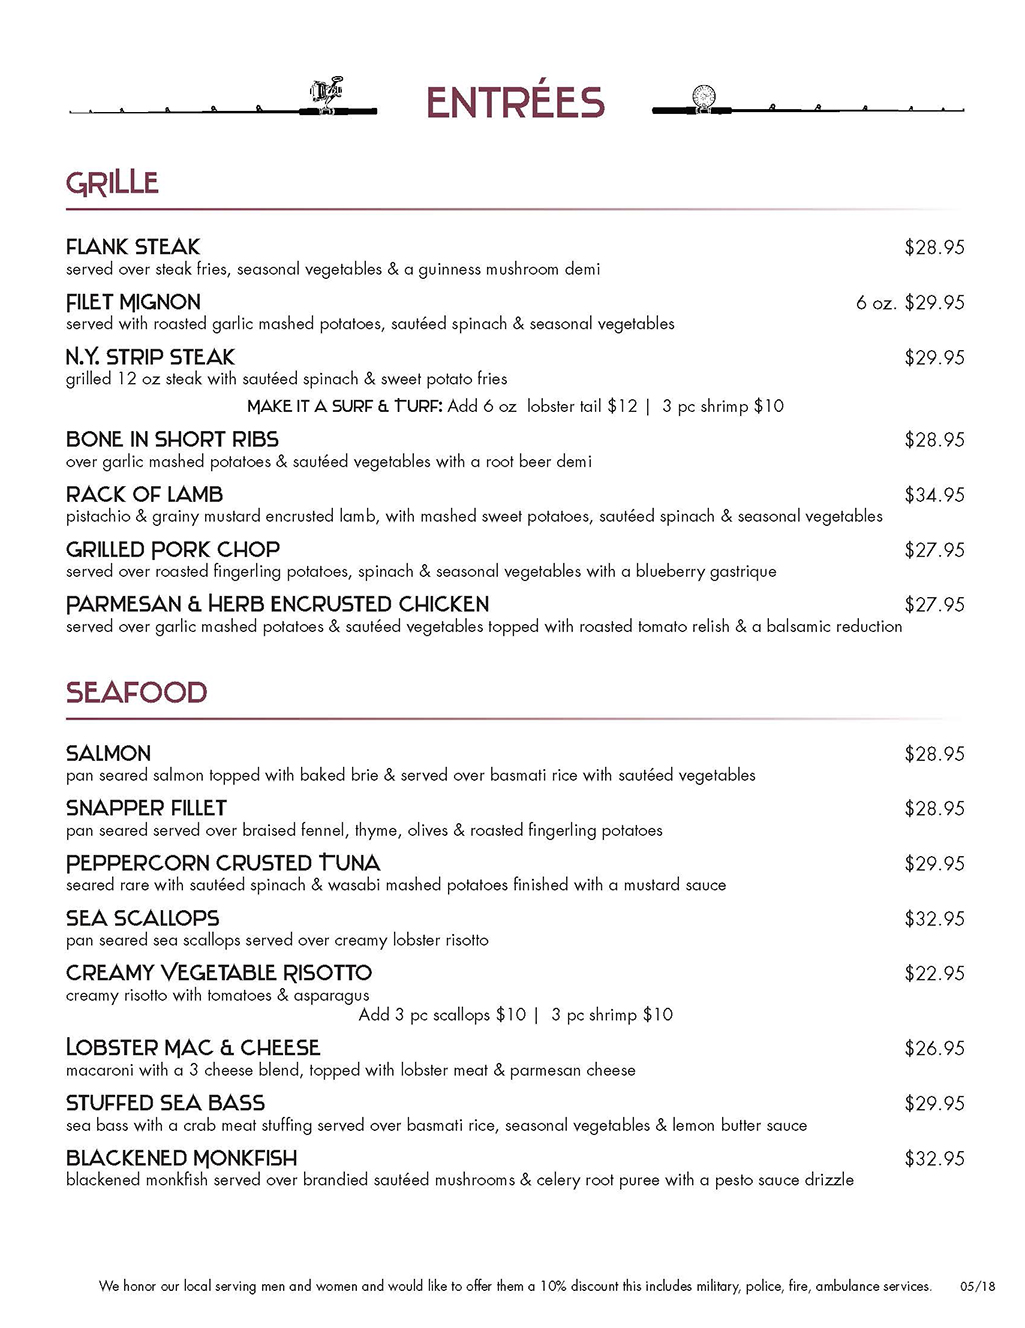 ENTRÉES
GRILLE
FLANK STEAK $28.95
served over steak fries, seasonal vegetables & a guinness mushroom demi
FILET MIGNON 6 oz. $29.95
served with roasted garlic mashed potatoes, sautéed spinach & seasonal vegetables
N.Y. STRIP STEAK $29.95
grilled 12 oz steak with sautéed spinach & sweet potato fries
MAKE IT A SURF & TURF: Add 6 oz lobster tail $12 | 3 pc shrimp $10
BONE IN SHORT RIBS $28.95
over garlic mashed potatoes & sautéed vegetables with a root beer demi
RACK OF LAMB $34.95
pistachio & grainy mustard encrusted lamb, with mashed sweet potatoes, sautéed spinach & seasonal vegetables
GRILLED PORK CHOP $27.95
served over roasted fingerling potatoes, spinach & seasonal vegetables with a blueberry gastrique
PARMESAN & HERB ENCRUSTED CHICKEN $27.95
served over garlic mashed potatoes & sautéed vegetables topped with roasted tomato relish & a balsamic reduction
SEAFOOD
SALMON $28.95
pan seared salmon topped with baked brie & served over basmati rice with sautéed vegetables
SNAPPER FILLET $28.95
pan seared served over braised fennel, thyme, olives & roasted fingerling potatoes
PEPPERCORN CRUSTED TUNA $29.95
seared rare with sautéed spinach & wasabi mashed potatoes finished with a mustard sauce
SEA SCALLOPS $32.95
pan seared sea scallops served over creamy lobster risotto
CREAMY VEGETABLE RISOTTO $22.95
creamy risotto with tomatoes & asparagus
Add 3 pc scallops $10 | 3 pc shrimp $10
LOBSTER MAC & CHEESE $26.95
macaroni with a 3 cheese blend, topped with lobster meat & parmesan cheese
STUFFED SEA BASS $29.95
sea bass with a crab meat stuffing served over basmati rice, seasonal vegetables & lemon butter sauce
BLACKENED MONKFISH $32.95
blackened monkfish served over brandied sautéed mushrooms & celery root puree with a pesto sauce drizzle
We honor our local serving men and women and would like to offer them a 10% discount this includes military, police, fire, ambulance services. 05/18